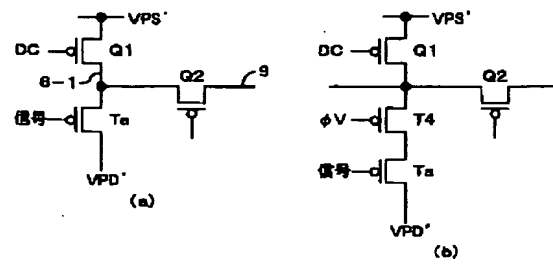 VPS'
DC
Q1
6-1
Q2
9
信号
Ta
VPD'
(a)
VPS'
DC
Q1
Q2
φV
T4
信号
Ta
VPD'
(b)